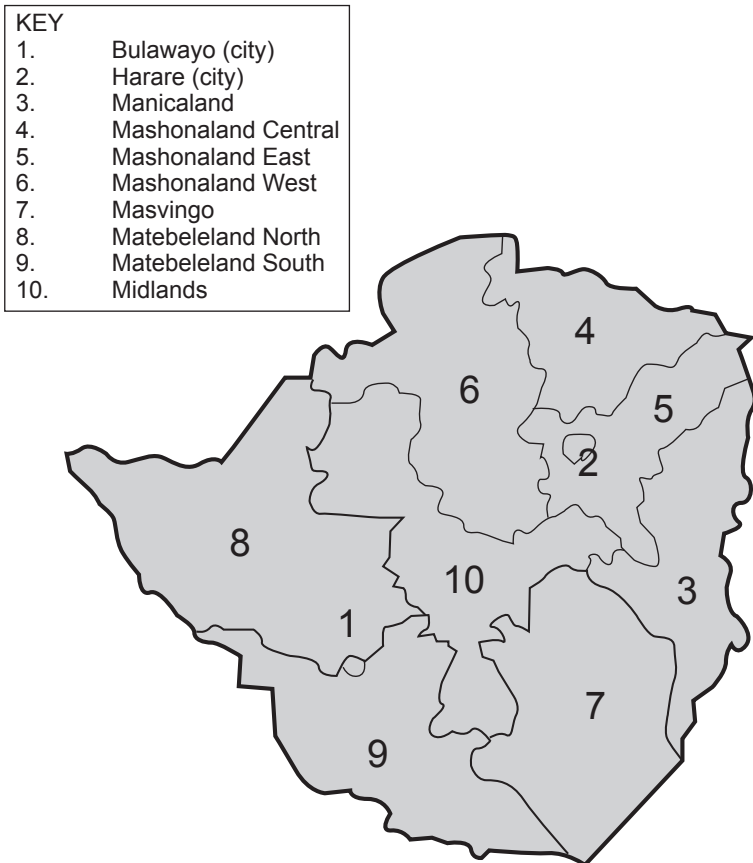 KEY
1. Bulawayo (city)
2. Harare (city)
3. Manicaland
4. Mashonaland Central
5. Mashonaland East
6. Mashonaland West
7. Masvingo
8. Matebeleland North
9. Matebeleland South
10. Midlands
4
6
5
2
8
10
3
1
7
9